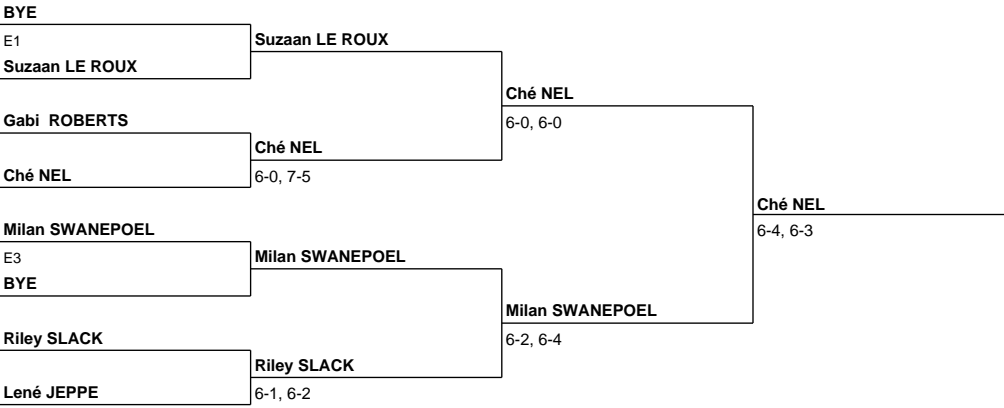 BYE
E1
Suzaan LE ROUX
Suzaan LE ROUX
Gabi ROBERTS
Ché NEL
Ché NEL
6-0, 7-5
Ché NEL
6-0, 6-0
Milan SWANEPOEL
E3
BYE
Milan SWANEPOEL
Riley SLACK
Lené JEPPE
Riley SLACK
6-1, 6-2
Milan SWANEPOEL
6-2, 6-4
Ché NEL
6-4, 6-3